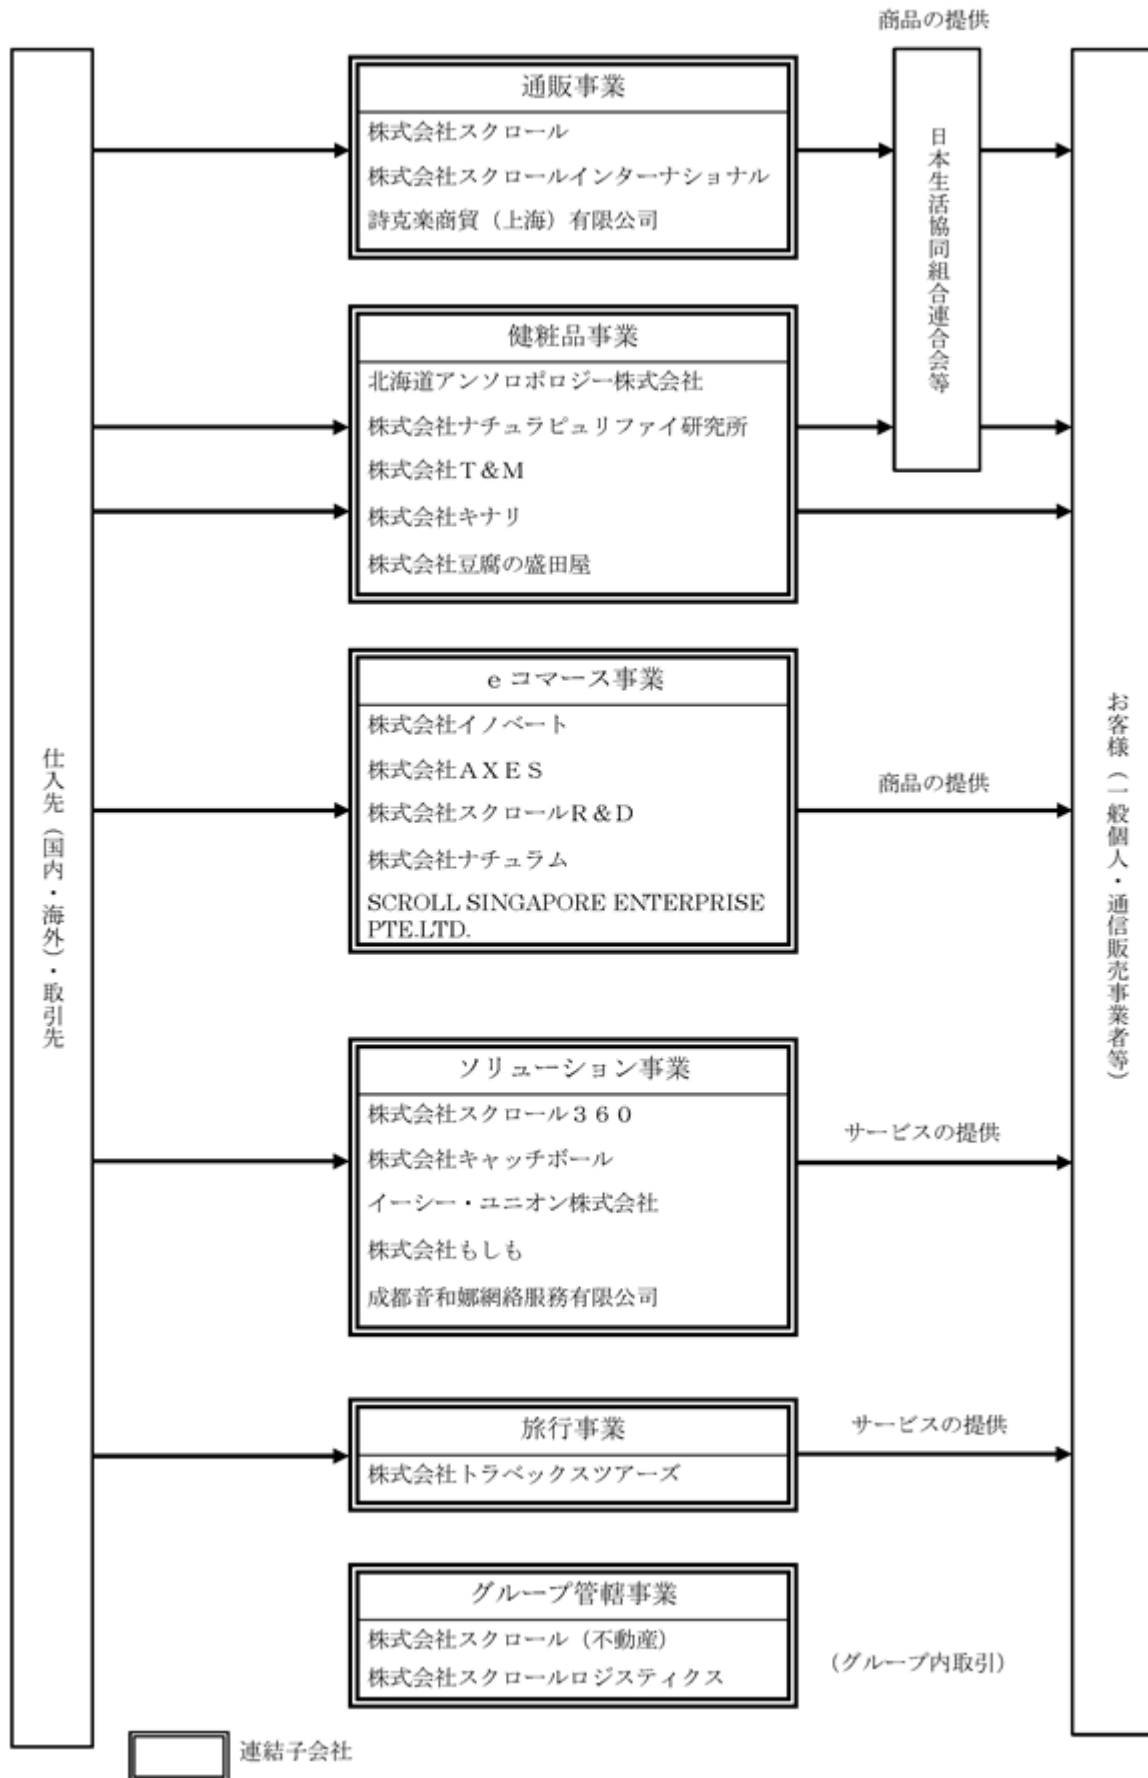 商品の提供
通販事業
株式会社スクロール
株式会社スクロールインターナショナル
詩克楽商貿（上海）有限公司
日本生活協同組合連合会等
健粧品事業
北海道アンソロポロジー株式会社
株式会社ナチュラピュリファイ研究所
株式会社Ｔ＆Ｍ
株式会社キナリ
株式会社豆腐の盛田屋
ｅコマース事業
株式会社イノベート
株式会社ＡＸＥＳ
株式会社スクロールＲ＆Ｄ
株式会社ナチュラム
SCROLL SINGAPORE ENTERPRISE
PTE.LTD.
商品の提供
仕入先（国内・海外）・取引先
お客様（一般個人・通信販売事業者等）
ソリューション事業
株式会社スクロール３６０
株式会社キャッチボール
イーシー・ユニオン株式会社
株式会社もしも
成都音和娜網絡服務有限公司
サービスの提供
旅行事業
株式会社トラベックスツアーズ
サービスの提供
グループ管轄事業
株式会社スクロール（不動産）
株式会社スクロールロジスティクス
（グループ内取引）
連結子会社